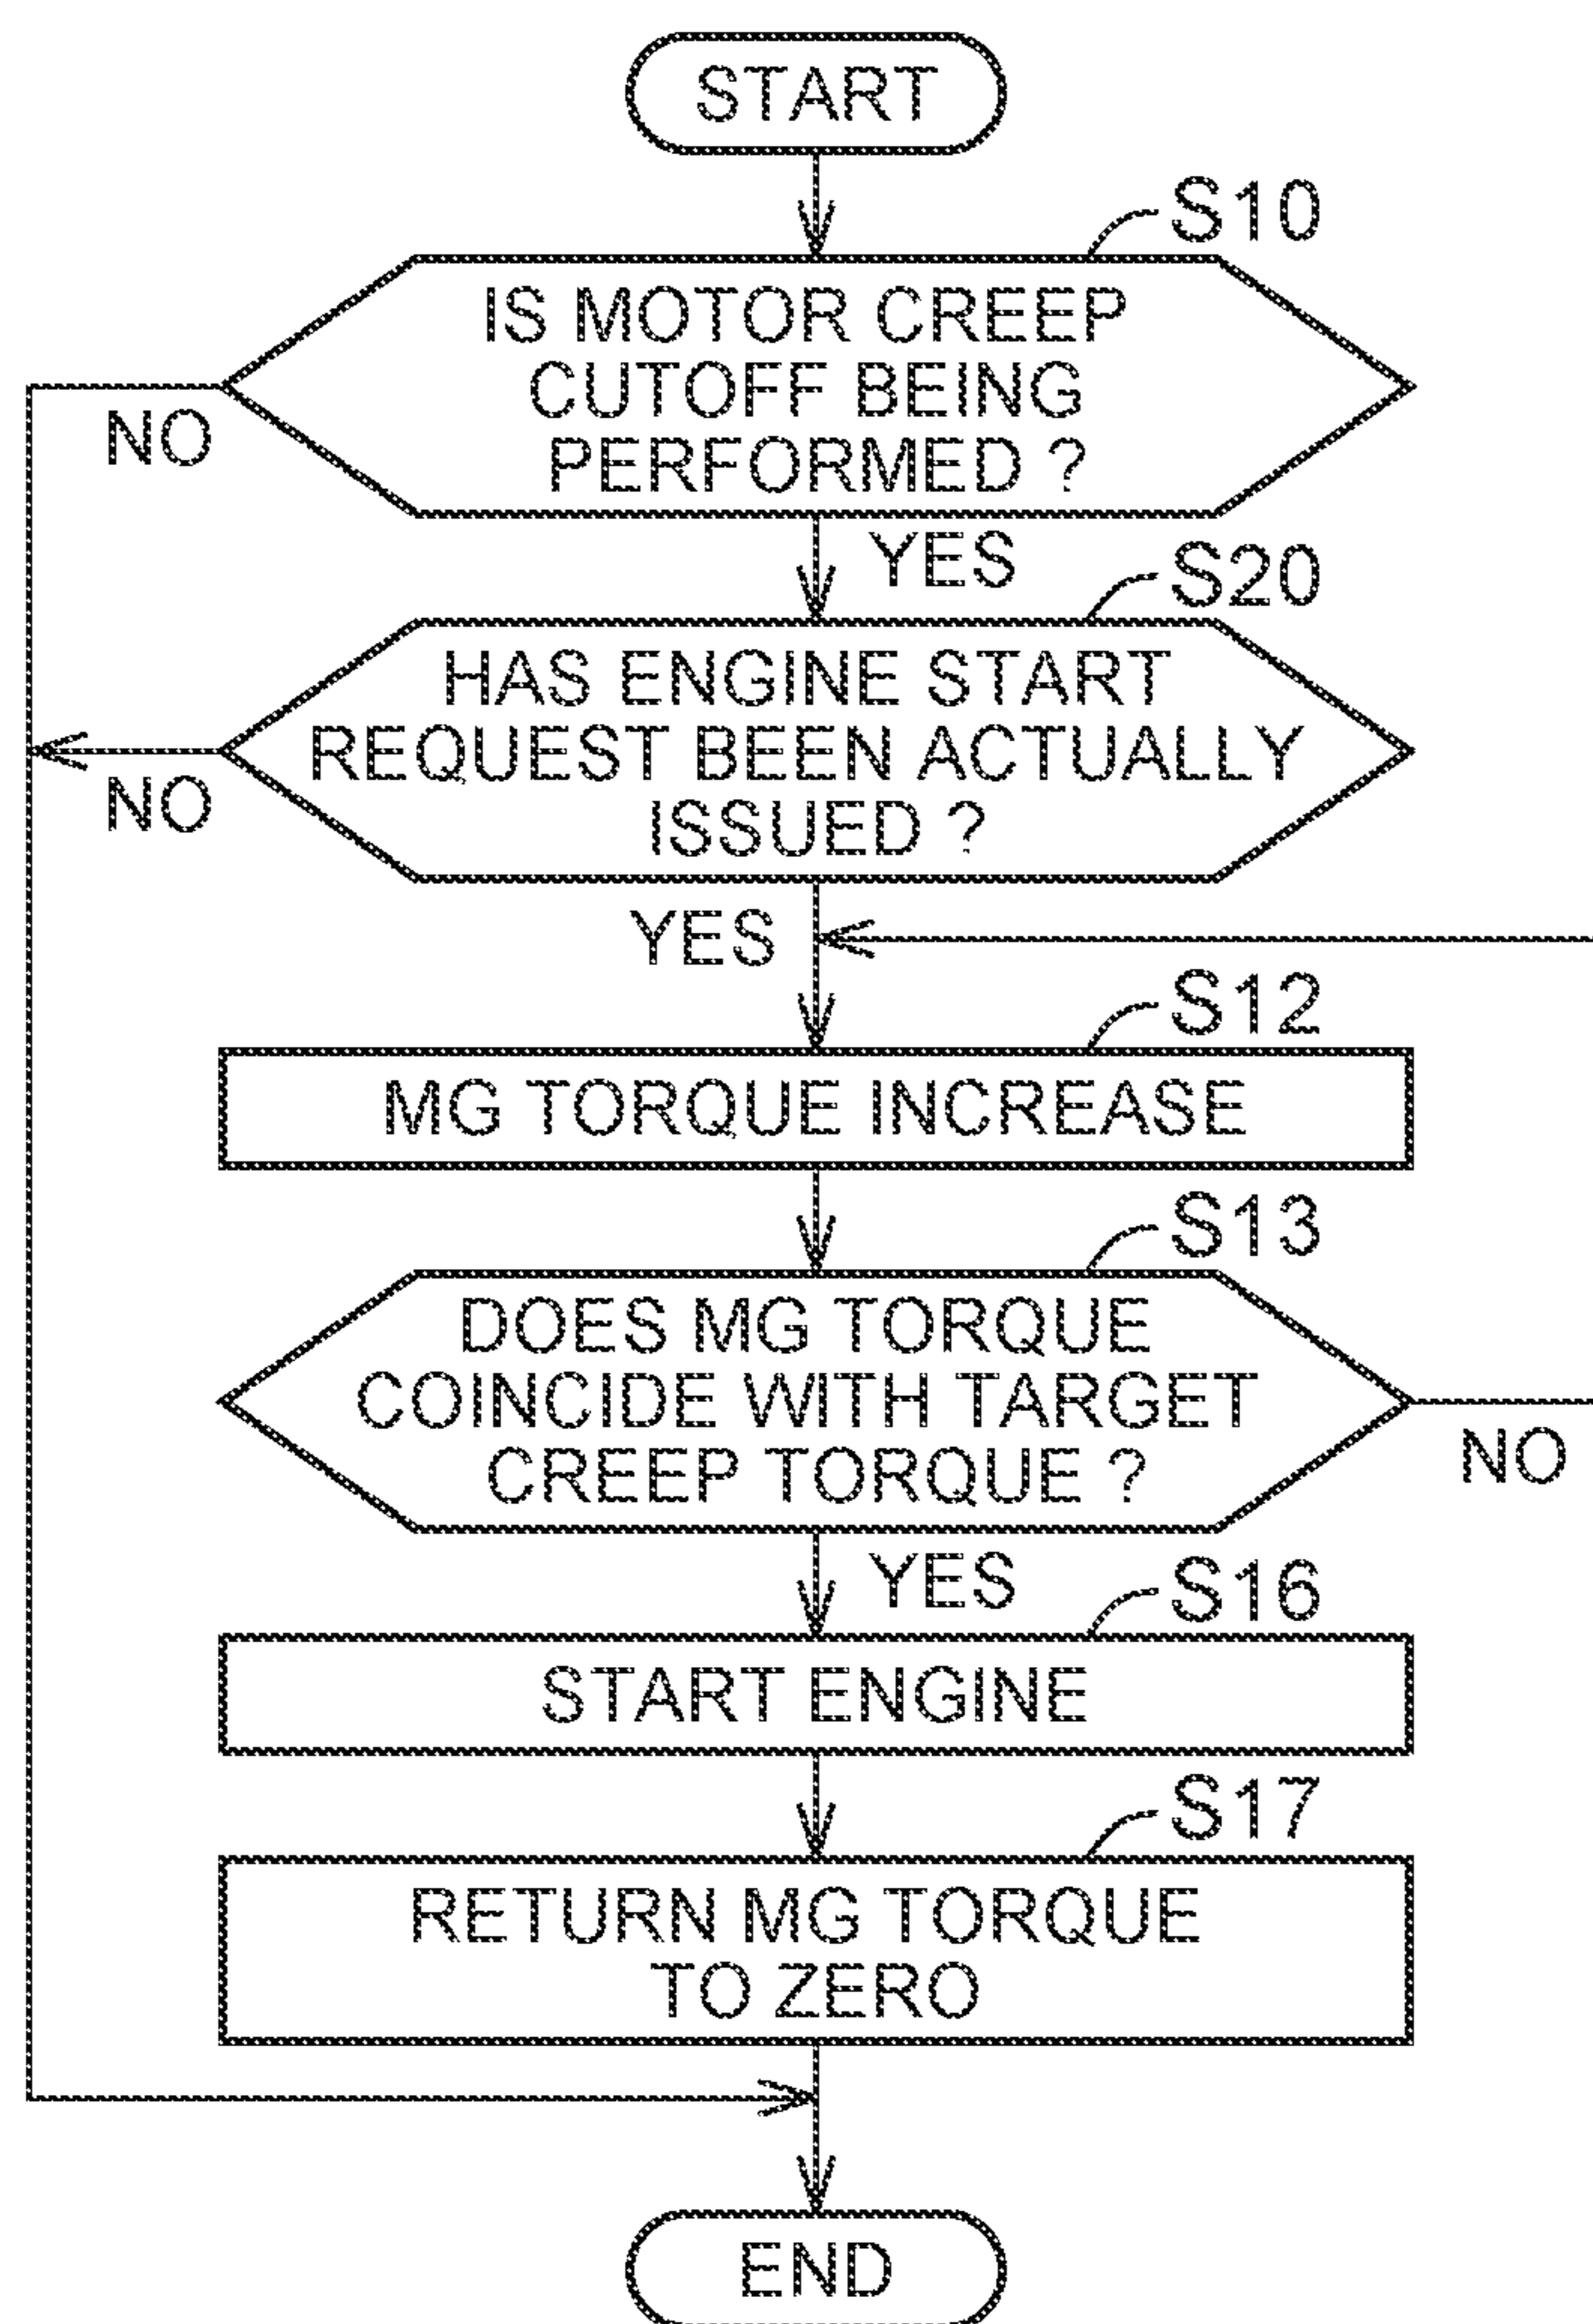 START
S10
IS MOTOR CREEP
CUTOFF BEING
PERFORMED ?
NO
YES
S20
HAS ENGINE START
REQUEST BEEN ACTUALLY
ISSUED ?
NO
YES
S12
MG TORQUE INCREASE
S13
DOES MG TORQUE
COINCIDE WITH TARGET
CREEP TORQUE ?
NO
YES
S16
START ENGINE
S17
RETURN MG TORQUE
TO ZERO
END